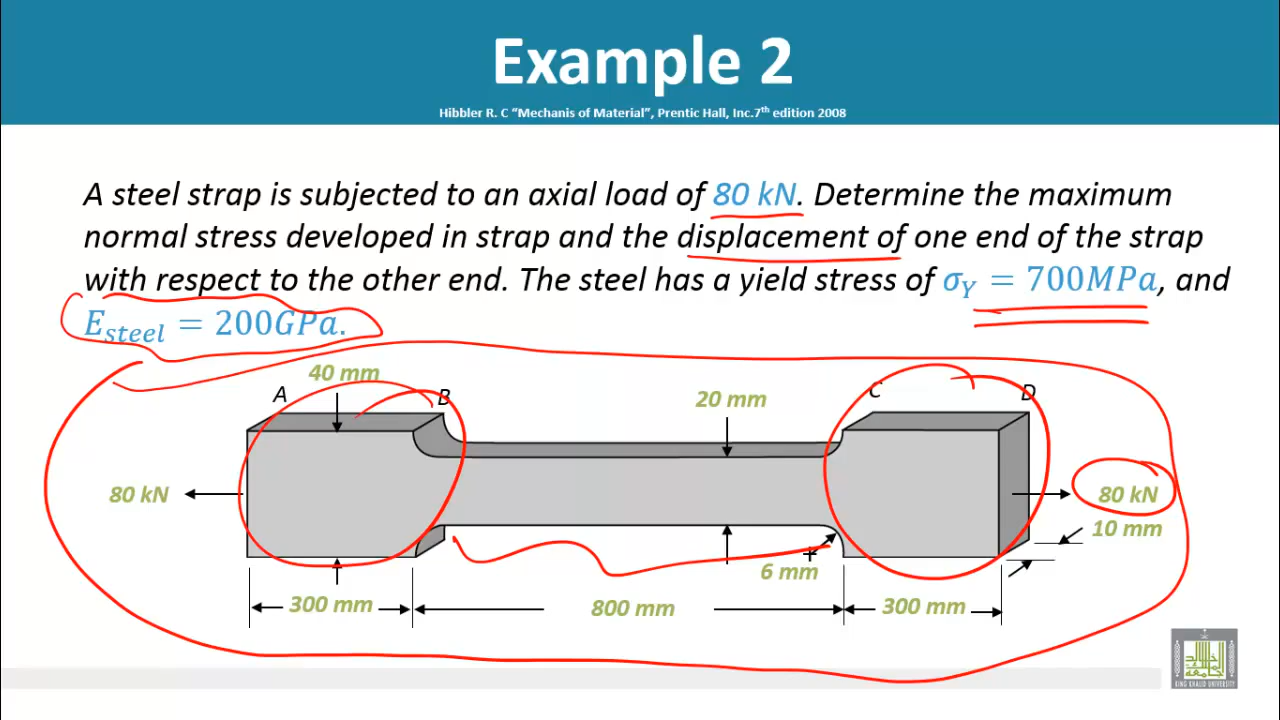 Example 2
Hibbler R. C “Mechanis of Material”, Prentic Hall, Inc.7th edition 2008
A steel strap is subjected to an axial load of 80 kN. Determine the maximum
normal stress developed in strap and the displacement of one end of the strap
with respect to the other end. The steel has a yield stress of σY = 700MPa, and
Esteel = 200GPa.
40 mm
A
B
20 mm
C
D
80 kN
80 kN
10 mm
6 mm
300 mm
800 mm
300 mm
KING KHALID UNIVERSITY